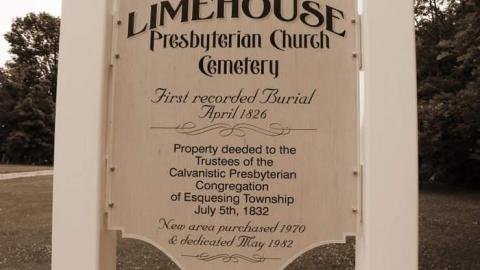 LIMEHOUSE
Presbyterian Church
Cemetery
First recorded Burial
April 1826
Property deeded to the
Trustees of the
Calvanistic Presbyterian
Congregation
of Esquesing Township
July 5th, 1832
New area purchased 1970
& dedicated May 1982